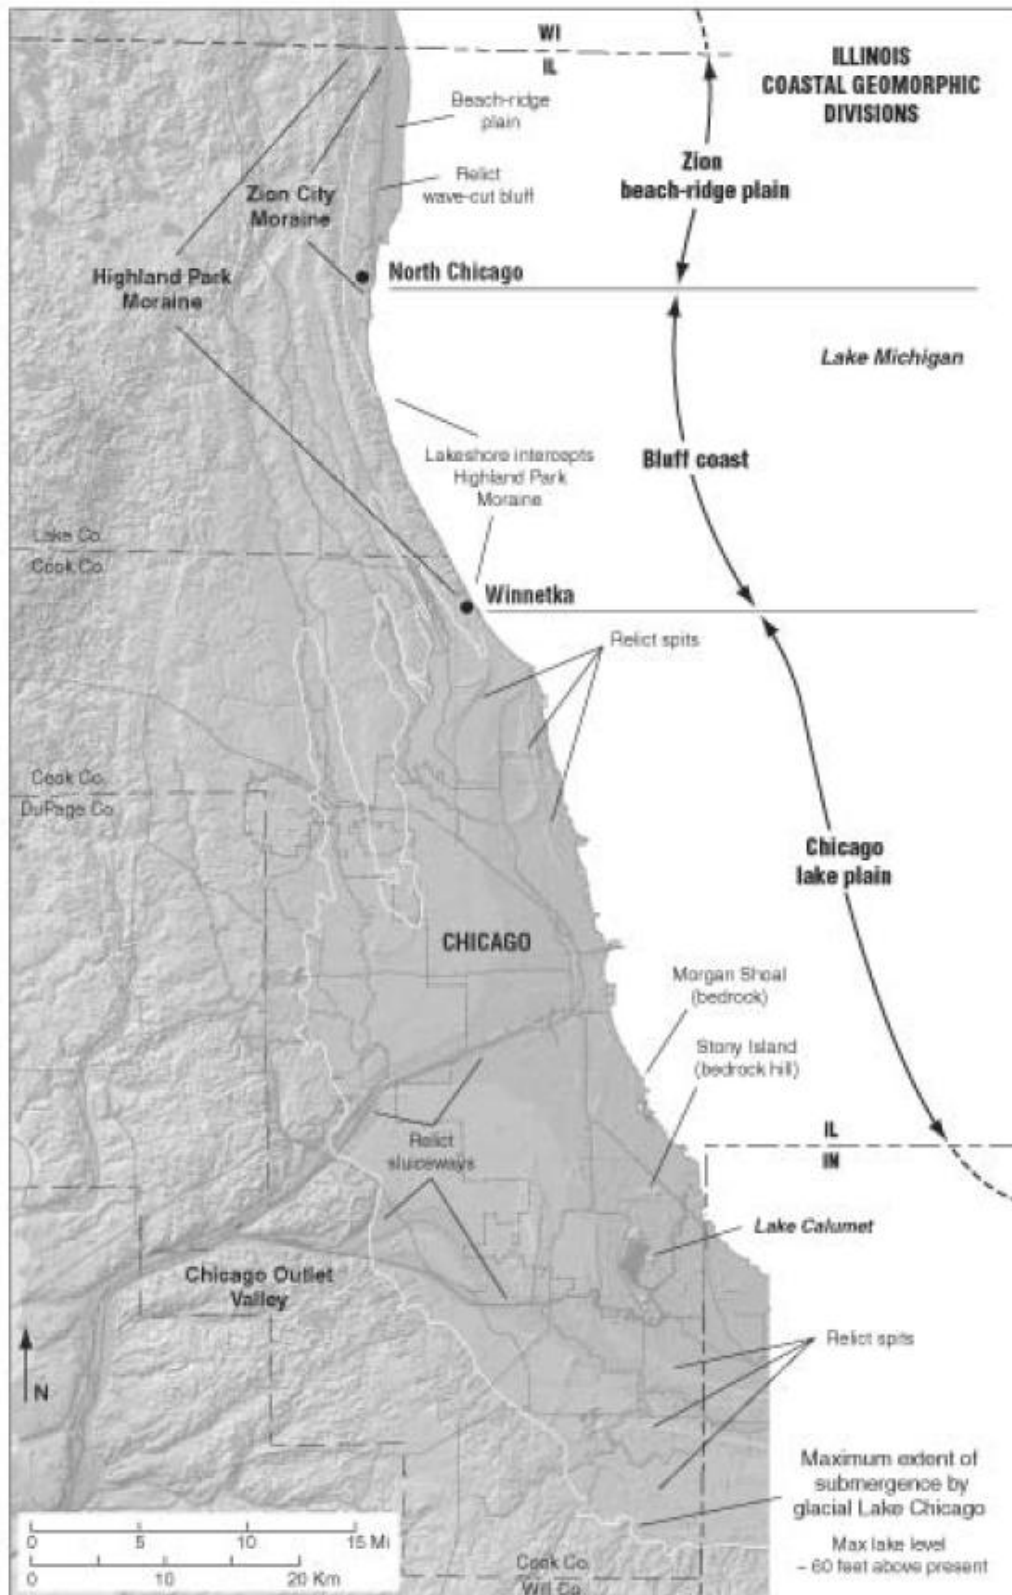 WI
IL
ILLINOIS
COASTAL GEOMORPHIC
DIVISIONS
Beach-ridge
plain
Zion
beach-ridge plain
Relict
wave-cut bluff
Zion City
Moraine
Highland Park
Moraine
North Chicago
Lake Michigan
Lakeshore intercepts
Highland Park
Moraine
Bluff coast
Lake Co.
Cook Co.
Winnetka
Relict spits
Cook Co.
DuPage Co.
Chicago
lake plain
CHICAGO
Morgan Shoal
(bedrock)
Stony Island
(bedrock hill)
Relict
sluiceways
IL
IN
Lake Calumet
Chicago Outlet
Valley
Relict spits
N
Maximum extent of
submergence by
glacial Lake Chicago
Max lake level
~ 60 feet above present
0 5 10 15 Mi
0 10 20 Km
Cook Co.
Will Co.